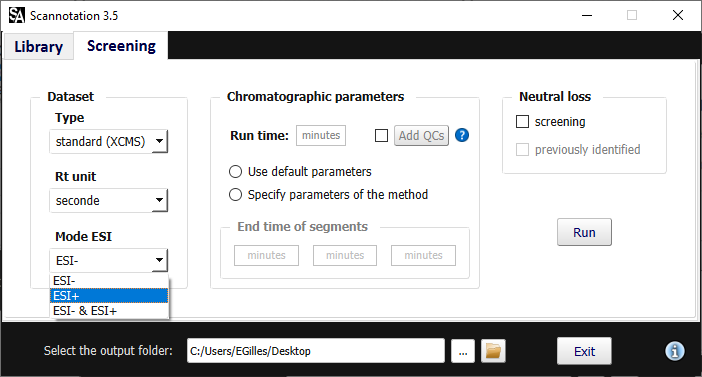 SA Scannotation 3.5
Library Screening
Dataset
Type
standard (XCMS)
Rt unit
seconde
Mode ESI
ESI-
ESI-
ESI+
ESI- & ESI+
Chromatographic parameters
Run time: minutes Add QCs ?
Use default parameters
Specify parameters of the method
End time of segments
minutes minutes minutes
Neutral loss
screening
previously identified
Run
Select the output folder: C:/Users/EGilles/Desktop ... Exit i